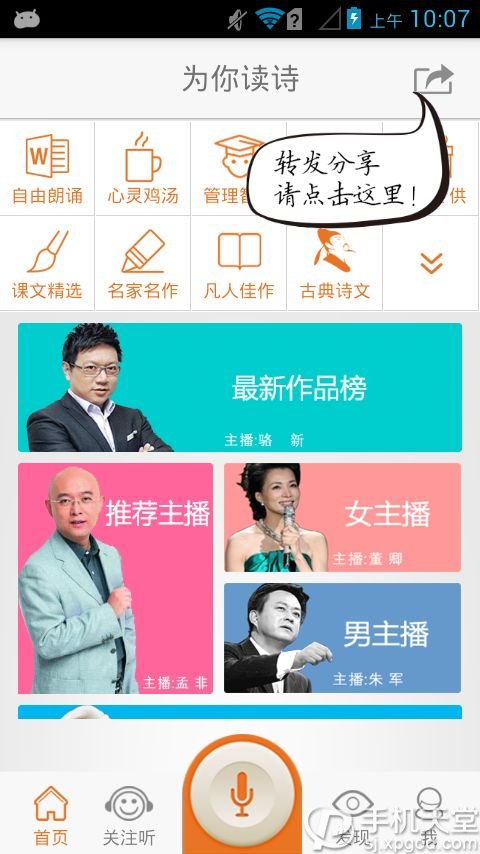 上午 10:07
为你读诗
转发分享
请点击这里！
W
自由朗诵
心灵鸡汤
管理智
供
课文精选
名家名作
凡人佳作
古典诗文
最新作品榜
主播:骆 新
推荐主播
主播:孟 非
女主播
主播:董 卿
男主播
主播:朱 军
首页
关注听
发现
我
手机天堂
sj.xpgod.com